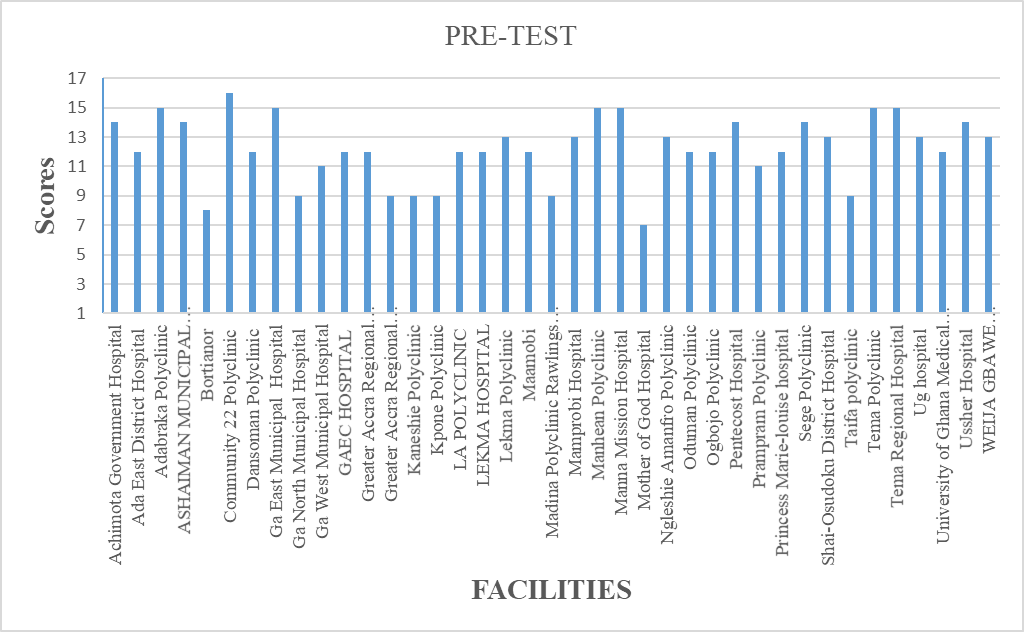 PRE-TEST
17
15
13
11
9
7
5
3
1
Scores
Achimota Government Hospital
Ada East District Hospital
Adabraka Polyclinic
ASHAIMAN MUNICIPAL…
Bortianor
Community 22 Polyclinic
Dansoman Polyclinic
Ga East Municipal Hospital
Ga North Municipal Hospital
Ga West Municipal Hospital
GAEC HOSPITAL
Greater Accra Regional…
Greater Accra Regional…
Kaneshie Polyclinic
Kpone Polyclinic
LA POLYCLINIC
LEKMA HOSPITAL
Lekma Polyclinic
Maamobi
Madina Polyclinic Rawlings…
Mamprobi Hospital
Manhean Polyclinic
Manna Mission Hospital
Mother of God Hospital
Ngleshie Amanfro Polyclinic
Oduman Polyclinic
Ogbojo Polyclinic
Pentecost Hospital
Prampram Polyclinic
Princess Marie-louise hospital
Sege Polyclinic
Shai-Osudoku District Hospital
Taifa polyclinic
Tema Polyclinic
Tema Regional Hospital
Ug hospital
University of Ghana Medical…
Ussher Hospital
WEIJA GBAWE…
FACILITIES